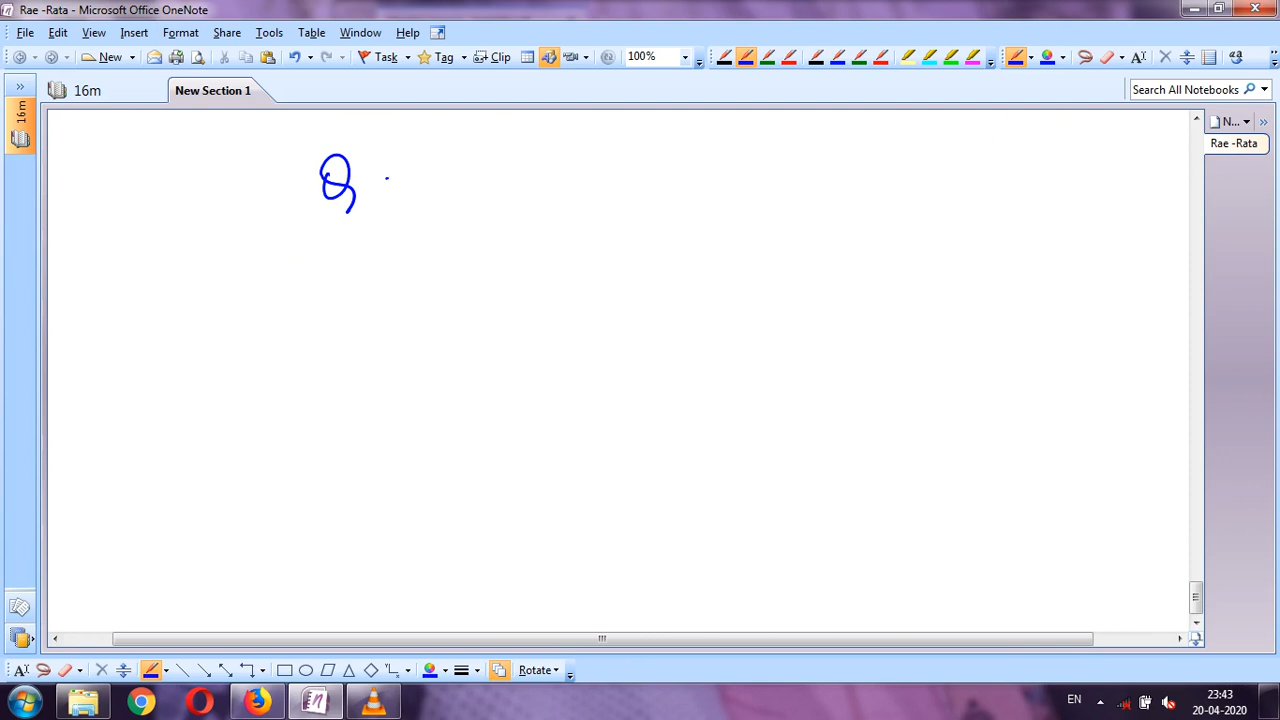 Rae -Rata - Microsoft Office OneNote
File Edit View Insert Format Share Tools Table Window Help
New Task Tag Clip 100%
16m New Section 1 Search All Notebooks
16m
N...
Rae -Rata
Q
Rotate
EN 23:43
20-04-2020